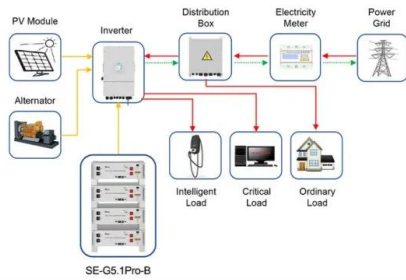 PV Module
Inverter
Distribution
Box
Electricity
Meter
Power
Grid
Alternator
Intelligent
Load
Critical
Load
Ordinary
Load
SE-G5.1Pro-B